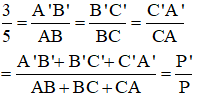 3/5 = A'B'/AB = B'C'/BC = C'A'/CA
= (A'B'+ B'C'+ C'A')/(AB + BC + CA) = P'/P